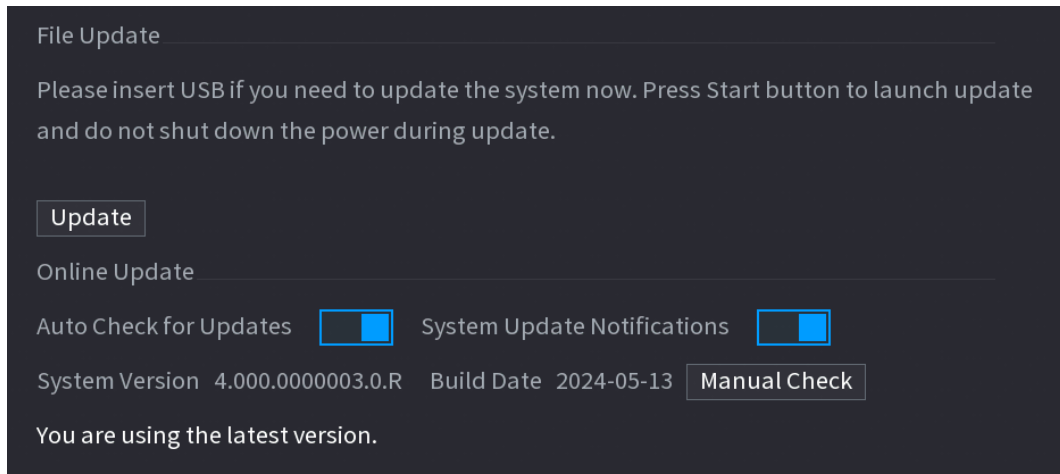 File Update
Please insert USB if you need to update the system now. Press Start button to launch update
and do not shut down the power during update.
Update
Online Update
Auto Check for Updates System Update Notifications
System Version 4.000.0000003.0.R Build Date 2024-05-13 Manual Check
You are using the latest version.